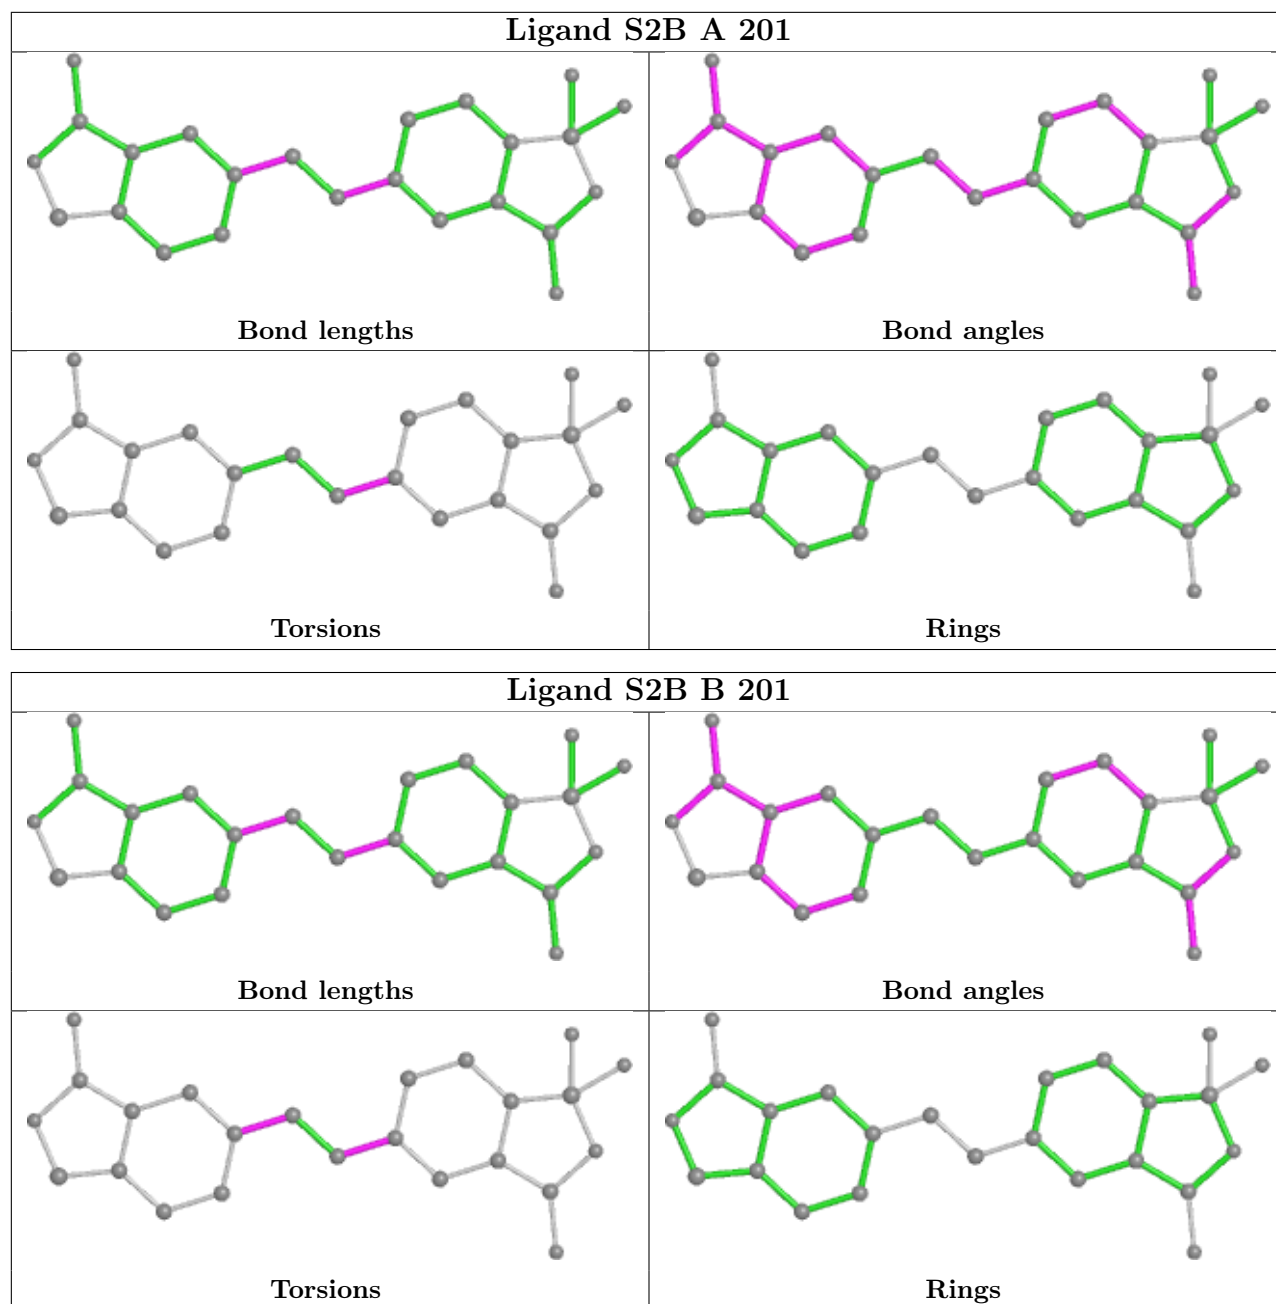 Ligand S2B A 201
Bond lengths
Bond angles
Torsions
Rings
Ligand S2B B 201
Bond lengths
Bond angles
Torsions
Rings